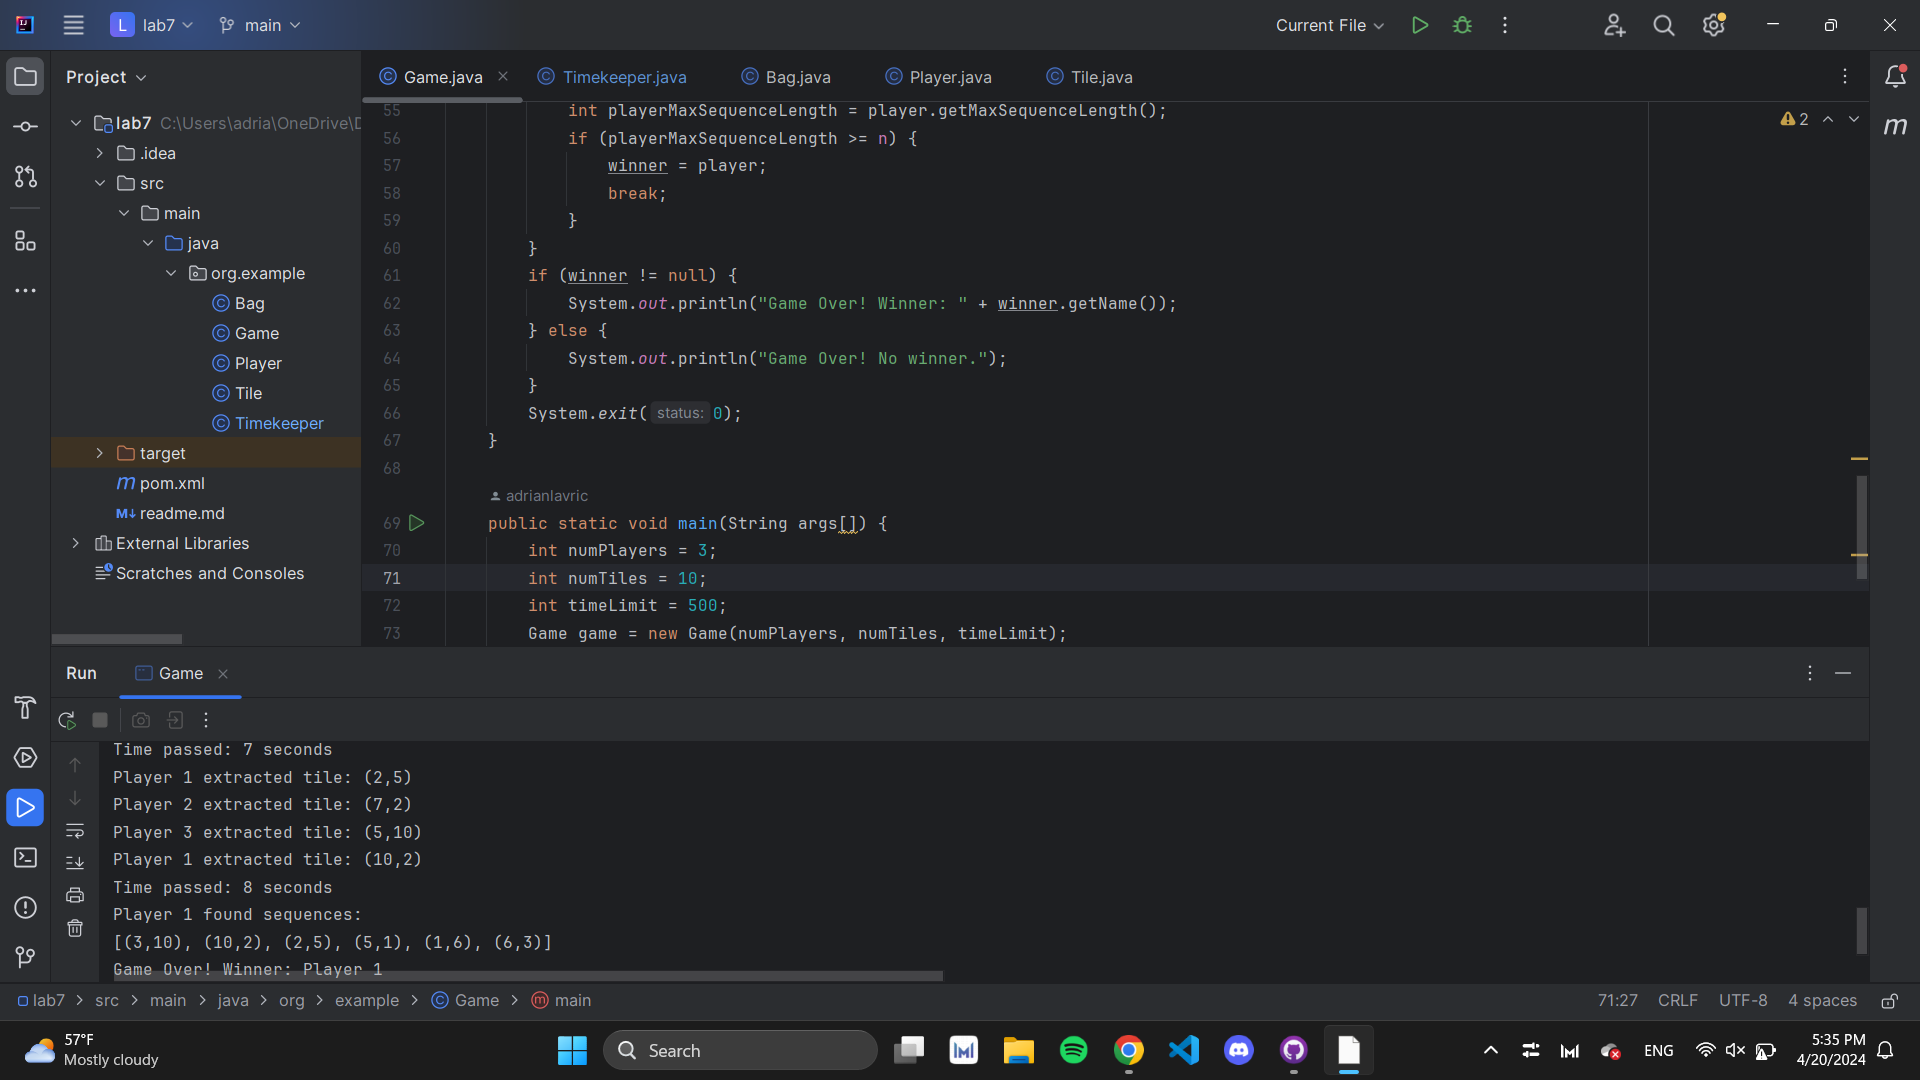 L lab7 main Current File
Project
Game.java Timekeeper.java Bag.java Player.java Tile.java
lab7 C:\Users\adria\OneDrive\D
.idea
src
main
java
org.example
Bag
Game
Player
Tile
Timekeeper
target
m pom.xml
M↓ readme.md
External Libraries
Scratches and Consoles
2
55 int playerMaxSequenceLength = player.getMaxSequenceLength();
56 if (playerMaxSequenceLength >= n) {
57 winner = player;
58 break;
59 }
60 }
61 if (winner != null) {
62 System.out.println("Game Over! Winner: " + winner.getName());
63 } else {
64 System.out.println("Game Over! No winner.");
65 }
66 System.exit( status: 0);
67 }
68
adrianlavric
69 public static void main(String args[]) {
70 int numPlayers = 3;
71 int numTiles = 10;
72 int timeLimit = 500;
73 Game game = new Game(numPlayers, numTiles, timeLimit);
m
Run Game
Time passed: 7 seconds
Player 1 extracted tile: (2,5)
Player 2 extracted tile: (7,2)
Player 3 extracted tile: (5,10)
Player 1 extracted tile: (10,2)
Time passed: 8 seconds
Player 1 found sequences:
[(3,10), (10,2), (2,5), (5,1), (1,6), (6,3)]
Game Over! Winner: Player 1
lab7 > src > main > java > org > example > Game > main 71:27 CRLF UTF-8 4 spaces
57°F
Mostly cloudy
Search
ENG
5:35 PM
4/20/2024